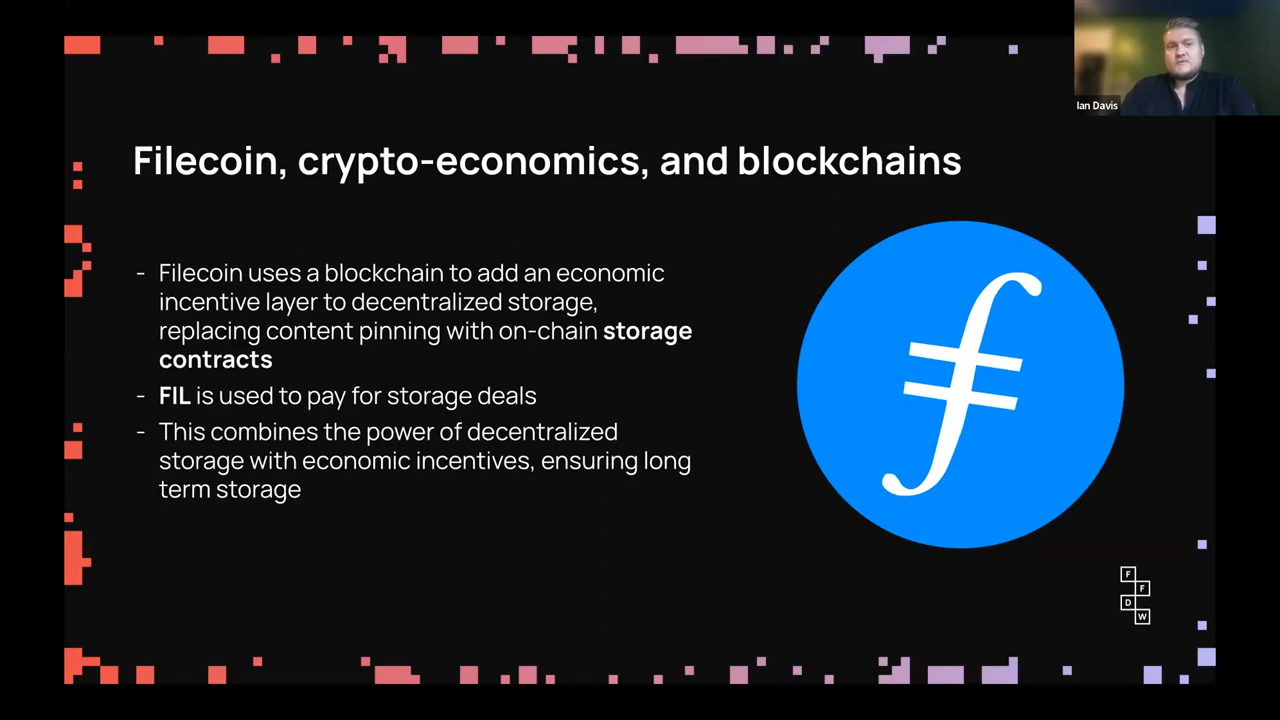 Ian Davis
Filecoin, crypto-economics, and blockchains
- Filecoin uses a blockchain to add an economic
incentive layer to decentralized storage,
replacing content pinning with on-chain storage
contracts
- FIL is used to pay for storage deals
- This combines the power of decentralized
storage with economic incentives, ensuring long
term storage
F
F
D
W